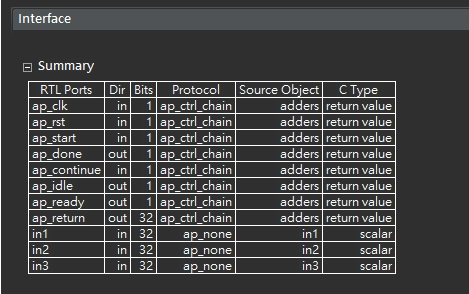 Interface
Summary
RTL Ports Dir Bits Protocol Source Object C Type
ap_clk in 1 ap_ctrl_chain adders return value
ap_rst in 1 ap_ctrl_chain adders return value
ap_start in 1 ap_ctrl_chain adders return value
ap_done out 1 ap_ctrl_chain adders return value
ap_continue in 1 ap_ctrl_chain adders return value
ap_idle out 1 ap_ctrl_chain adders return value
ap_ready out 1 ap_ctrl_chain adders return value
ap_return out 32 ap_ctrl_chain adders return value
in1 in 32 ap_none in1 scalar
in2 in 32 ap_none in2 scalar
in3 in 32 ap_none in3 scalar